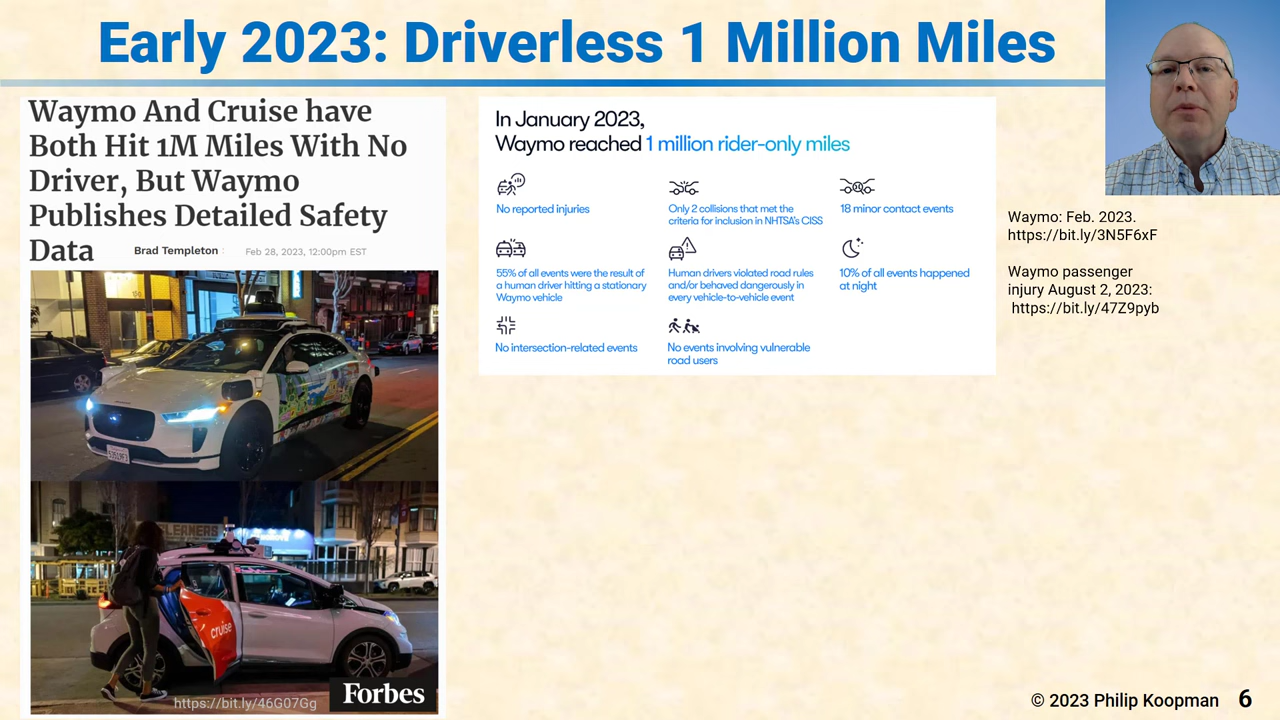 Early 2023: Driverless 1 Million Miles
Waymo And Cruise have
Both Hit 1M Miles With No
Driver, But Waymo
Publishes Detailed Safety
Data
Brad Templeton
Feb 28, 2023, 12:00pm EST
cruise
https://bit.ly/46G07Gg
Forbes
In January 2023,
Waymo reached 1 million rider-only miles
No reported injuries
Only 2 collisions that met the
criteria for inclusion in NHTSA's CISS
18 minor contact events
55% of all events were the result of
a human driver hitting a stationary
Waymo vehicle
Human drivers violated road rules
and/or behaved dangerously in
every vehicle-to-vehicle event
10% of all events happened
at night
No intersection-related events
No events involving vulnerable
road users
Waymo: Feb. 2023.
https://bit.ly/3N5F6xF
Waymo passenger
injury August 2, 2023:
https://bit.ly/47Z9pyb
© 2023 Philip Koopman 6